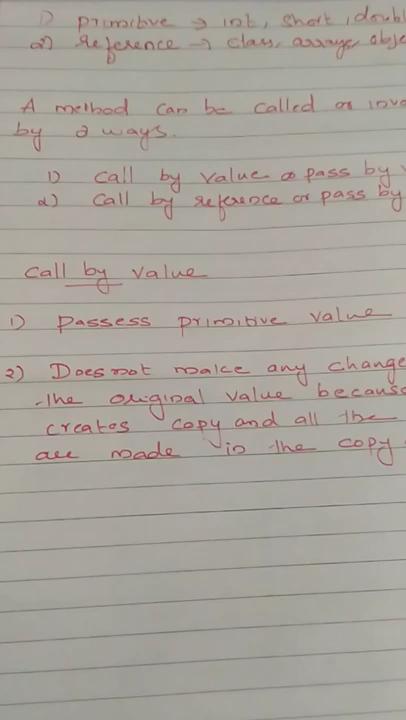 1) primitive → int, short, doubl
2) reference → class, arrays, obje
A method can be called or invo
by 2 ways.
1) call by value or pass by v
2) call by reference or pass by
Call by value
1) Passess primitive value
2) Does not make any change
the original value becaus
creates copy and all the
are made in the copy